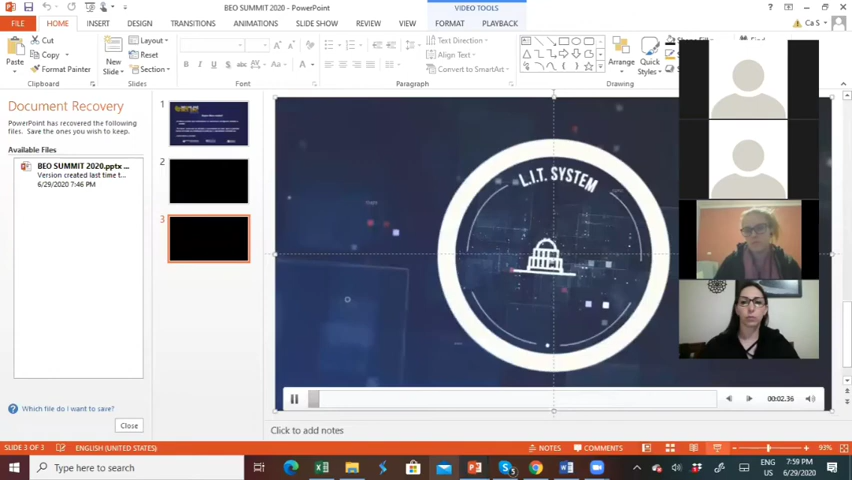 BEO SUMMIT 2020 - PowerPoint
VIDEO TOOLS
FILE
HOME
INSERT
DESIGN
TRANSITIONS
ANIMATIONS
SLIDE SHOW
REVIEW
VIEW
FORMAT
PLAYBACK
Ca S
Paste
Cut
Copy
Format Painter
Clipboard
New Slide
Layout
Reset
Section
Slides
Font
Paragraph
Text Direction
Align Text
Convert to SmartArt
Arrange
Quick Styles
Drawing
Document Recovery
PowerPoint has recovered the following
files. Save the ones you wish to keep.
Available Files
BEO SUMMIT 2020.pptx ...
Version created last time t...
6/29/2020 7:46 PM
Which file do I want to save?
Close
1
2
3
L.I.T. SYSTEM
00:02.36
Click to add notes
SLIDE 3 OF 3
ENGLISH (UNITED STATES)
NOTES
COMMENTS
93%
Type here to search
ENG
US
7:59 PM
6/29/2020